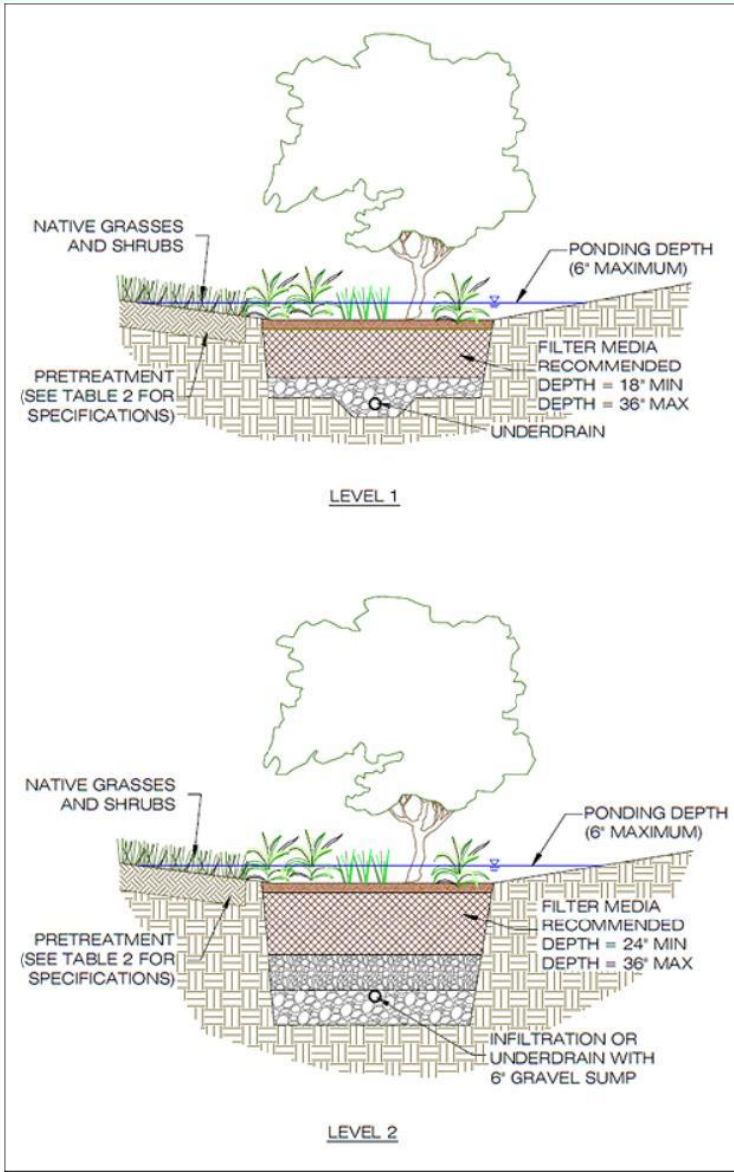 NATIVE GRASSES
AND SHRUBS
PONDING DEPTH
(6" MAXIMUM)
PRETREATMENT
(SEE TABLE 2 FOR
SPECIFICATIONS)
FILTER MEDIA
RECOMMENDED
DEPTH = 18" MIN
DEPTH = 36" MAX
UNDERDRAIN
LEVEL 1
NATIVE GRASSES
AND SHRUBS
PONDING DEPTH
(6" MAXIMUM)
PRETREATMENT
(SEE TABLE 2 FOR
SPECIFICATIONS)
FILTER MEDIA
RECOMMENDED
DEPTH = 24" MIN
DEPTH = 36" MAX
INFILTRATION OR
UNDERDRAIN WITH
6" GRAVEL SUMP
LEVEL 2